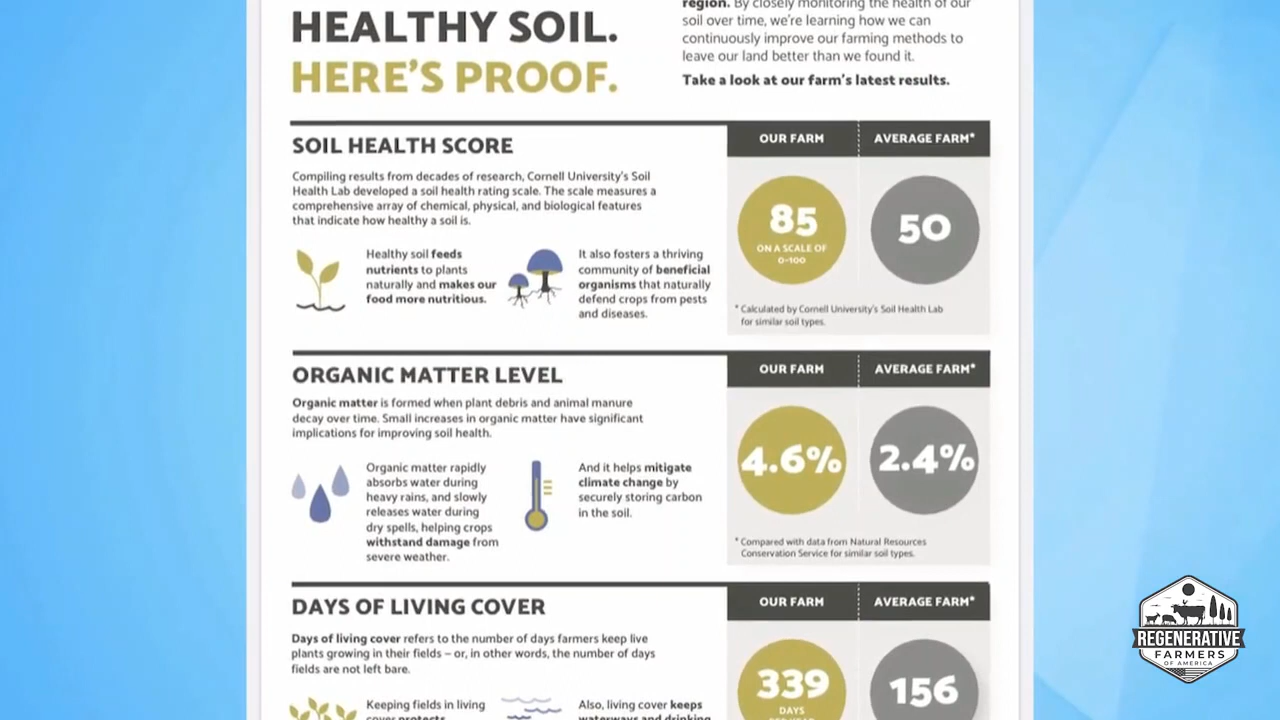 HEALTHY SOIL.
HERE'S PROOF.
region. By closely monitoring the health of our
soil over time, we're learning how we can
continuously improve our farming methods to
leave our land better than we found it.
Take a look at our farm's latest results.
SOIL HEALTH SCORE
Compiling results from decades of research, Cornell University's Soil
Health Lab developed a soil health rating scale. The scale measures a
comprehensive array of chemical, physical, and biological features
that indicate how healthy a soil is.
Healthy soil feeds
nutrients to plants
naturally and makes our
food more nutritious.
It also fosters a thriving
community of beneficial
organisms that naturally
defend crops from pests
and diseases.
OUR FARM
AVERAGE FARM*
85
ON A SCALE OF
0-100
50
* Calculated by Cornell University's Soil Health Lab
for similar soil types.
ORGANIC MATTER LEVEL
Organic matter is formed when plant debris and animal manure
decay over time. Small increases in organic matter have significant
implications for improving soil health.
Organic matter rapidly
absorbs water during
heavy rains, and slowly
releases water during
dry spells, helping crops
withstand damage from
severe weather.
And it helps mitigate
climate change by
securely storing carbon
in the soil.
OUR FARM
AVERAGE FARM*
4.6%
2.4%
* Compared with data from Natural Resources
Conservation Service for similar soil types.
DAYS OF LIVING COVER
Days of living cover refers to the number of days farmers keep live
plants growing in their fields – or, in other words, the number of days
fields are not left bare.
Keeping fields in living
cover protects
Also, living cover keeps
waterways and drinking
OUR FARM
AVERAGE FARM*
339
DAYS
PER YEAR
156
REGENERATIVE
FARMERS
OF AMERICA